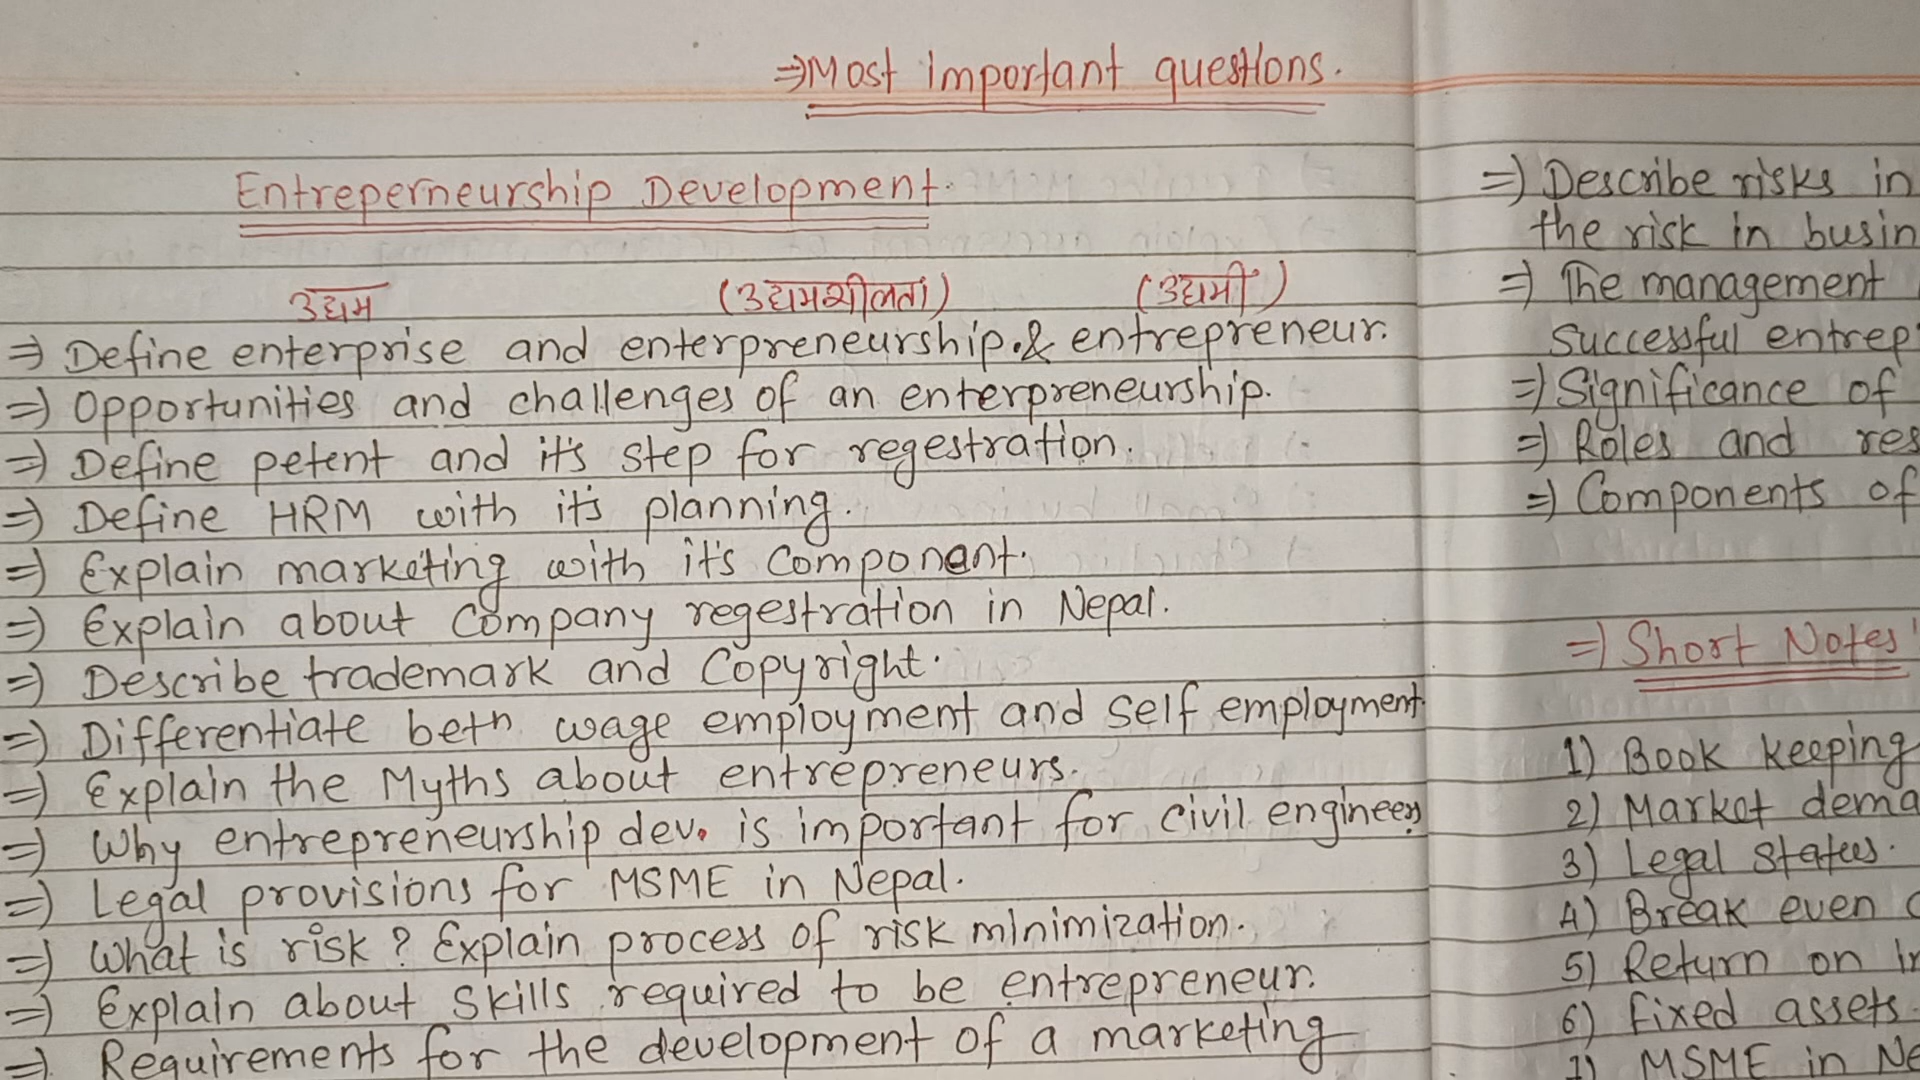 ⇒Most important questions.
Entreperneurship Development.
उद्यम (उद्यमशीलता) (उद्यमी)
⇒ Define enterprise and enterpreneurship.& entrepreneur.
⇒ Opportunities and challenges of an enterpreneurship.
⇒ Define petent and it's step for regestration.
⇒ Define HRM with it's planning.
⇒ Explain marketing with it's component.
⇒ Explain about Company regestration in Nepal.
⇒ Describe trademark and Copyright.
⇒ Differentiate betn wage employment and self employment
⇒ Explain the Myths about entrepreneurs.
⇒ Why entrepreneurship dev. is important for civil engineers
⇒ Legal provisions for MSME in Nepal.
⇒ What is risk? Explain process of risk minimization.
⇒ Explain about skills required to be entrepreneur.
⇒ Requirements for the development of a marketing
⇒ Describe risks in
the risk in busin
⇒ The management
Successful entrep
⇒ Significance of
⇒ Roles and res
⇒ Components of
⇒ Short Notes
1) Book keeping
2) Market dema
3) Legal status.
4) Break even
5) Return on in
6) fixed assets.
7) MSME in Ne